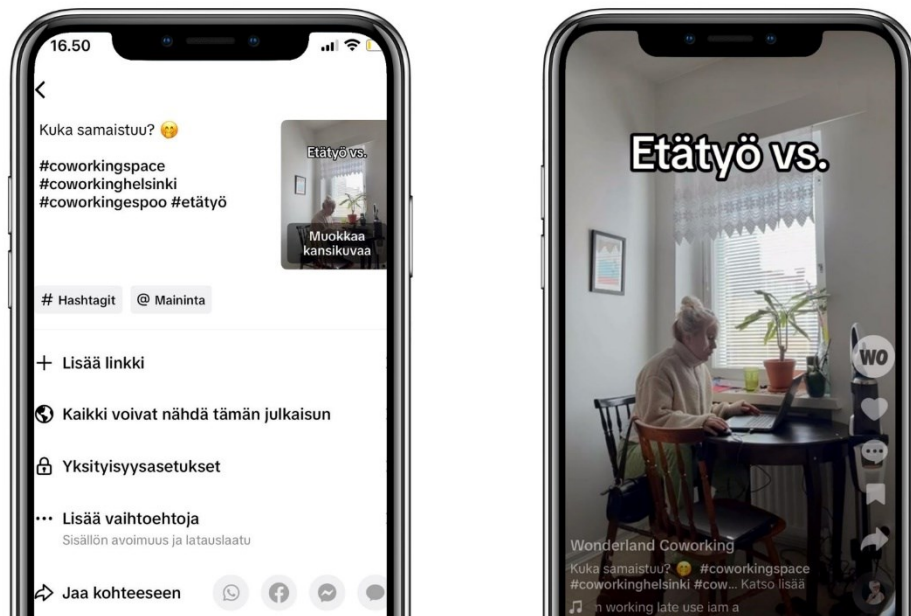 16.50
Kuka samaistuu? 🤭
#coworkingspace
#coworkinghelsinki
#coworkingespoo #etätyö
Etätyö vs.
Muokkaa
kansikuvaa
# Hashtagit @ Maininta
Lisää linkki
Kaikki voivat nähdä tämän julkaisun
Yksityisyysasetukset
Lisää vaihtoehtoja
Sisällön avoimuus ja latauslaatu
Jaa kohteeseen
Etätyö vs.
WO
Wonderland Coworking
Kuka samaistuu? 🤭 #coworkingspace
#coworkinghelsinki #cow... Katso lisää
n working late use iam a